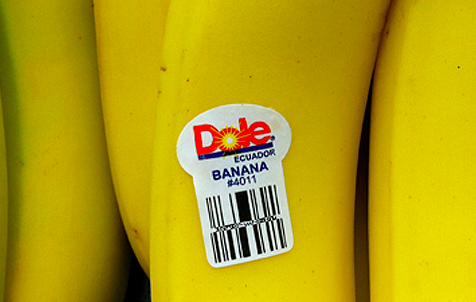 Dole
ECUADOR
BANANA
#4011